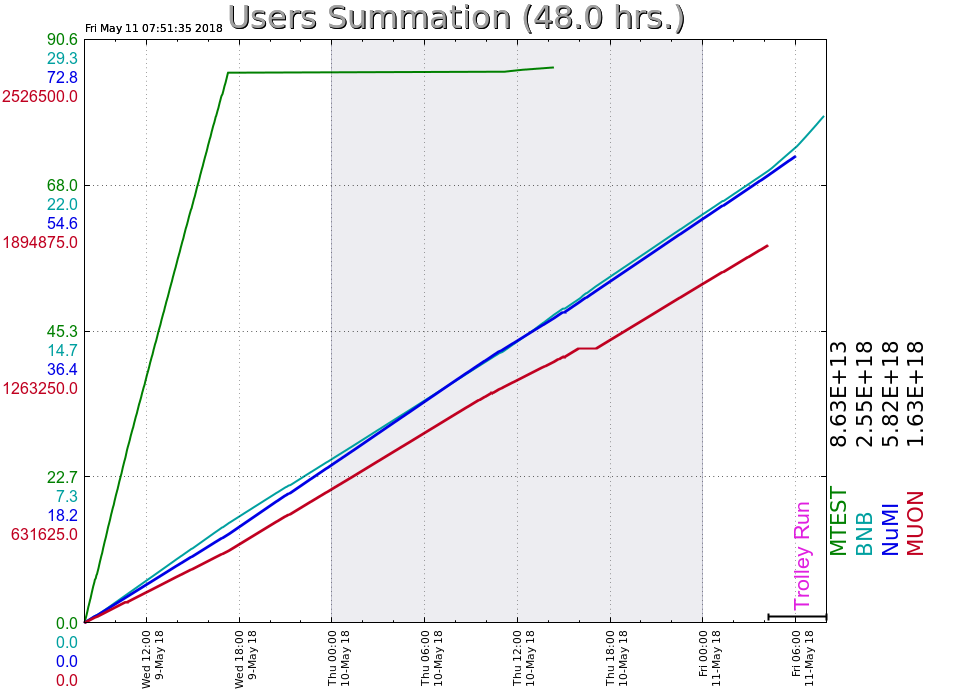 Users Summation (48.0 hrs.)
Fri May 11 07:51:35 2018
90.6
29.3
72.8
2526500.0
68.0
22.0
54.6
1894875.0
45.3
14.7
36.4
1263250.0
22.7
7.3
18.2
631625.0
0.0
0.0
0.0
0.0
Wed 12:00
9-May 18
Wed 18:00
9-May 18
Thu 00:00
10-May 18
Thu 06:00
10-May 18
Thu 12:00
10-May 18
Thu 18:00
10-May 18
Fri 00:00
11-May 18
Fri 06:00
11-May 18
Trolley Run
MTEST 8.63E+13
BNB 2.55E+18
NuMI 5.82E+18
MUON 1.63E+18